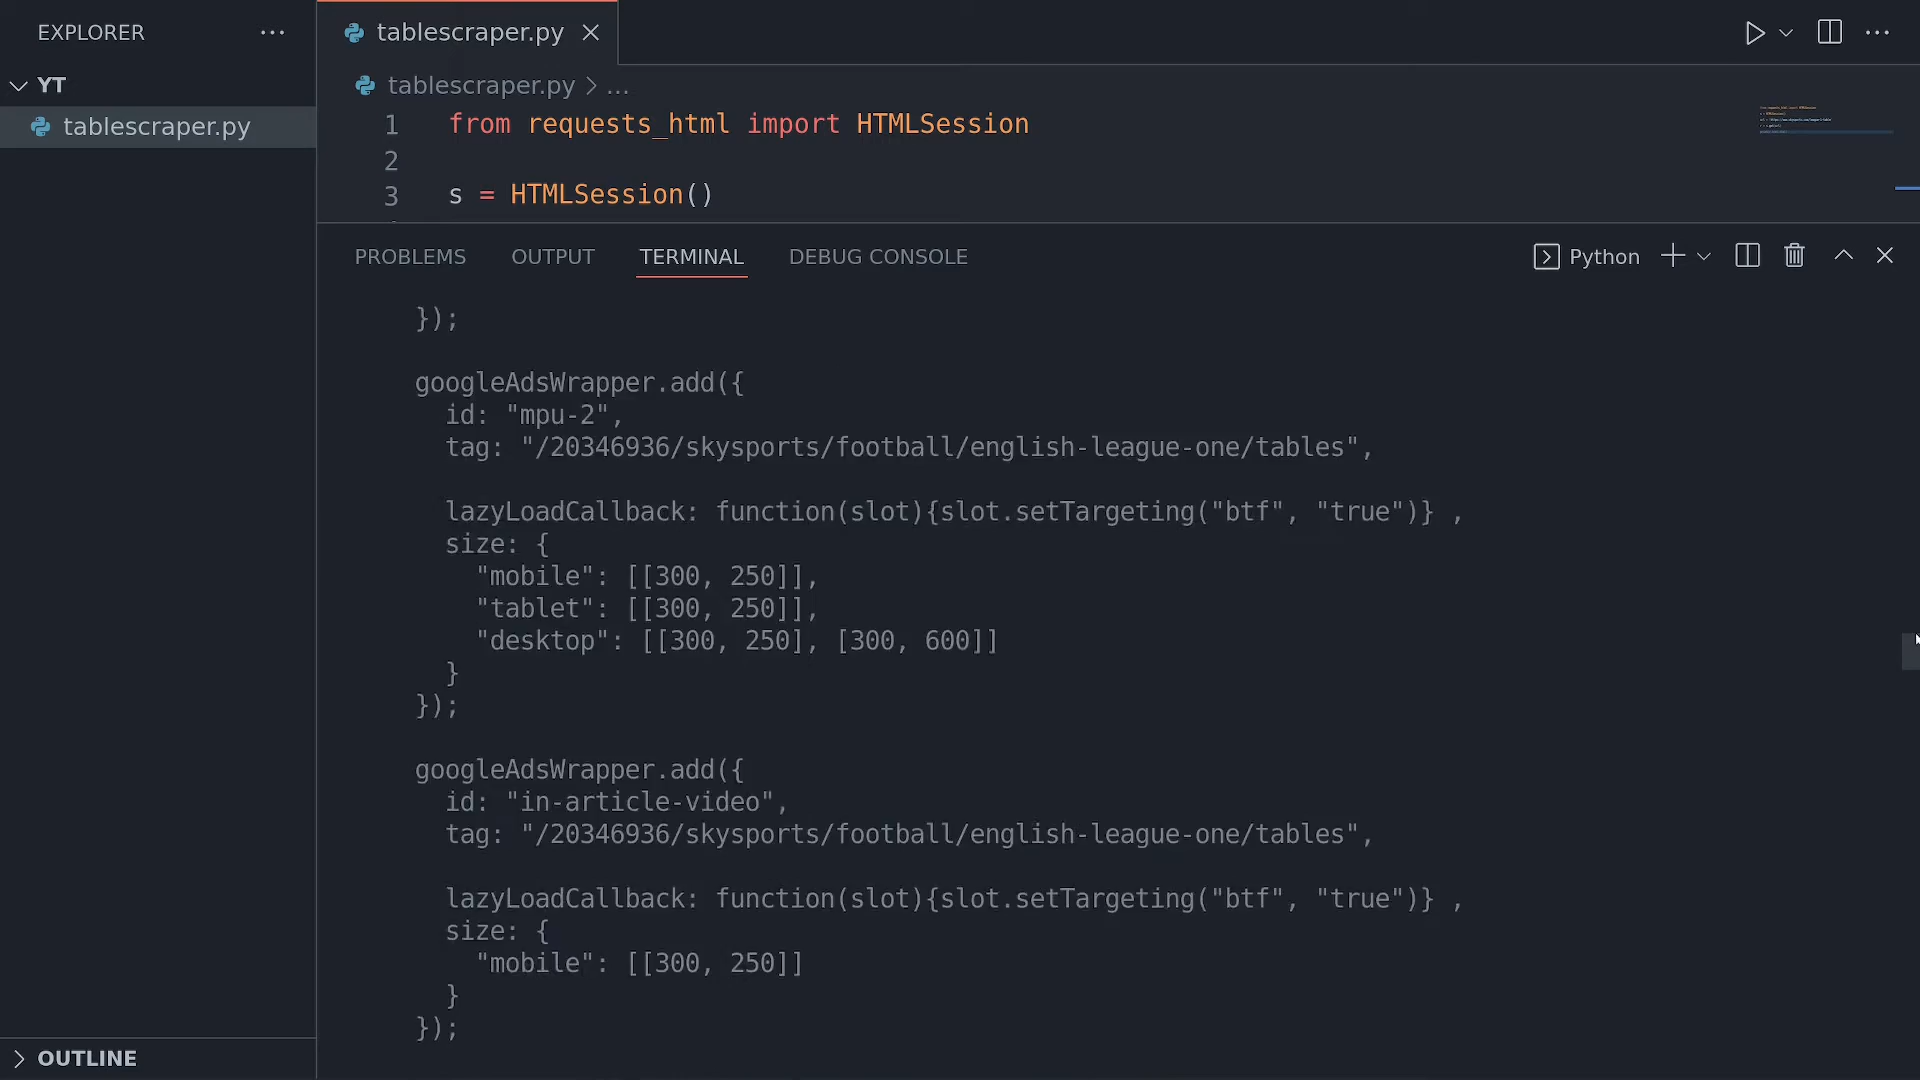 EXPLORER
YT
tablescraper.py
OUTLINE
tablescraper.py
tablescraper.py > ...
1 from requests_html import HTMLSession
2
3 s = HTMLSession()
PROBLEMS OUTPUT TERMINAL DEBUG CONSOLE Python
});
googleAdsWrapper.add({
id: "mpu-2",
tag: "/20346936/skysports/football/english-league-one/tables",
lazyLoadCallback: function(slot){slot.setTargeting("btf", "true")} ,
size: {
"mobile": [[300, 250]],
"tablet": [[300, 250]],
"desktop": [[300, 250], [300, 600]]
}
});
googleAdsWrapper.add({
id: "in-article-video",
tag: "/20346936/skysports/football/english-league-one/tables",
lazyLoadCallback: function(slot){slot.setTargeting("btf", "true")} ,
size: {
"mobile": [[300, 250]]
}
});